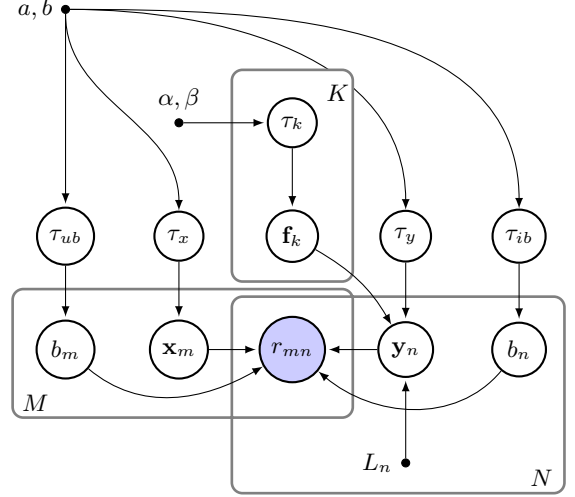 a, b
K
α, β
τ_k
τ_ub
τ_x
f_k
τ_y
τ_ib
b_m
x_m
r_mn
y_n
b_n
M
L_n
N